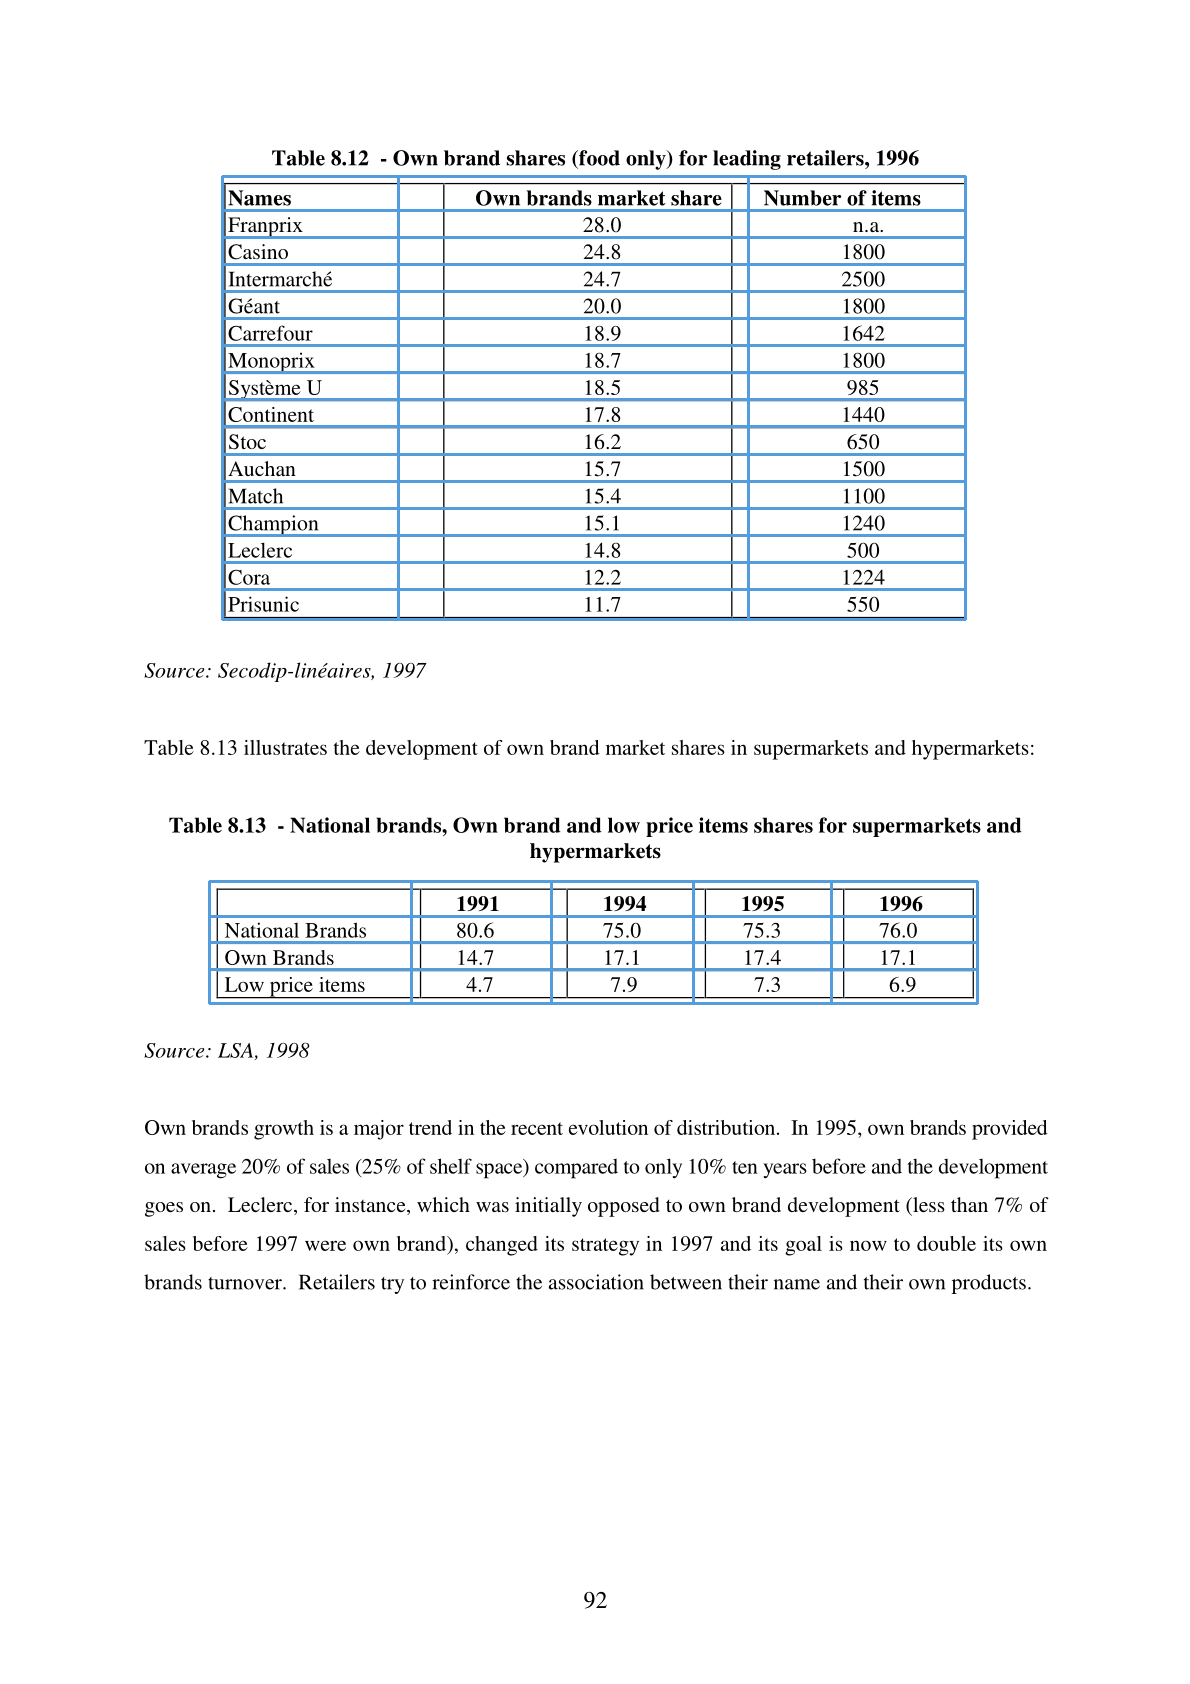 Table 8.12 - Own brand shares (food only) for leading retailers, 1996
Names Own brands market share Number of items
Franprix 28.0 n.a.
Casino 24.8 1800
Intermarché 24.7 2500
Géant 20.0 1800
Carrefour 18.9 1642
Monoprix 18.7 1800
Système U 18.5 985
Continent 17.8 1440
Stoc 16.2 650
Auchan 15.7 1500
Match 15.4 1100
Champion 15.1 1240
Leclerc 14.8 500
Cora 12.2 1224
Prisunic 11.7 550
Source: Secodip-linéaires, 1997
Table 8.13 illustrates the development of own brand market shares in supermarkets and hypermarkets:
Table 8.13 - National brands, Own brand and low price items shares for supermarkets and
hypermarkets
1991 1994 1995 1996
National Brands 80.6 75.0 75.3 76.0
Own Brands 14.7 17.1 17.4 17.1
Low price items 4.7 7.9 7.3 6.9
Source: LSA, 1998
Own brands growth is a major trend in the recent evolution of distribution. In 1995, own brands provided
on average 20% of sales (25% of shelf space) compared to only 10% ten years before and the development
goes on. Leclerc, for instance, which was initially opposed to own brand development (less than 7% of
sales before 1997 were own brand), changed its strategy in 1997 and its goal is now to double its own
brands turnover. Retailers try to reinforce the association between their name and their own products.
92